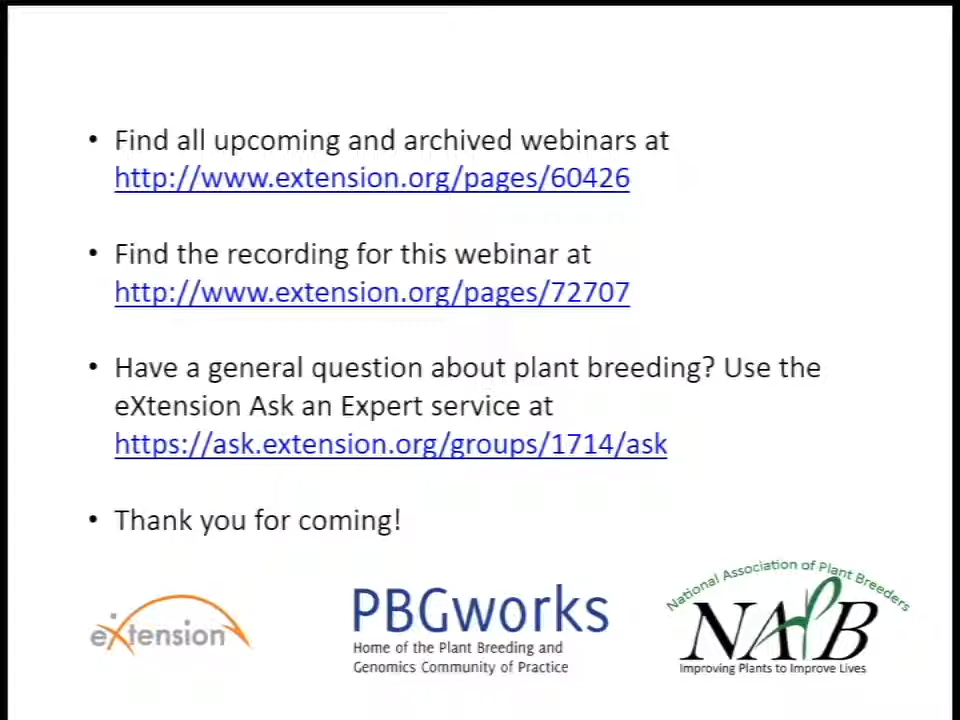 • Find all upcoming and archived webinars at
http://www.extension.org/pages/60426
• Find the recording for this webinar at
http://www.extension.org/pages/72707
• Have a general question about plant breeding? Use the
eXtension Ask an Expert service at
https://ask.extension.org/groups/1714/ask
• Thank you for coming!
eXtension
PBGworks
Home of the Plant Breeding and
Genomics Community of Practice
National Association of Plant Breeders
NAPB
Improving Plants to Improve Lives